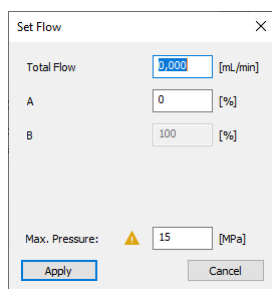 Set Flow
Total Flow 0,000 [mL/min]
A 0 [%]
B 100 [%]
Max. Pressure: 15 [MPa]
Apply Cancel